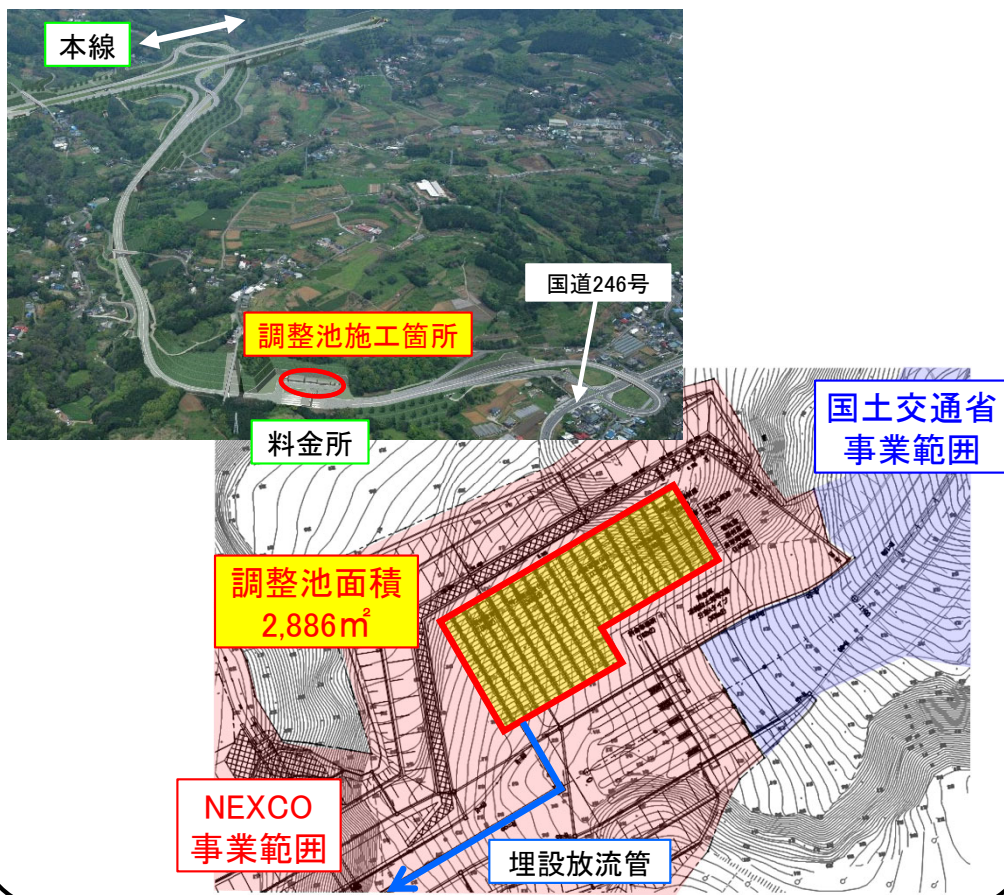 本線
国道246号
調整池施工箇所
料金所
国土交通省
事業範囲
調整池面積
2,886㎡
NEXCO
事業範囲
埋設放流管